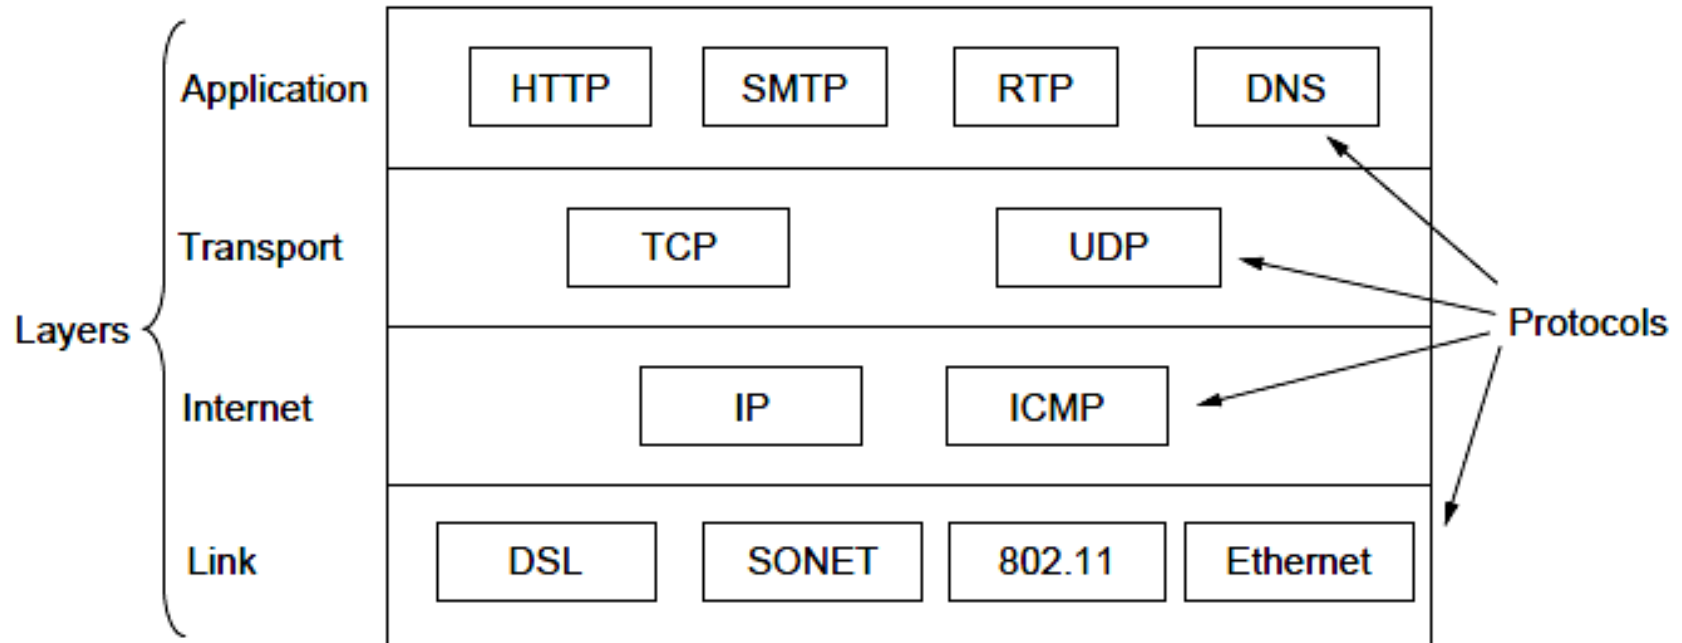 Application HTTP SMTP RTP DNS
Transport TCP UDP
Layers Protocols
Internet IP ICMP
Link DSL SONET 802.11 Ethernet